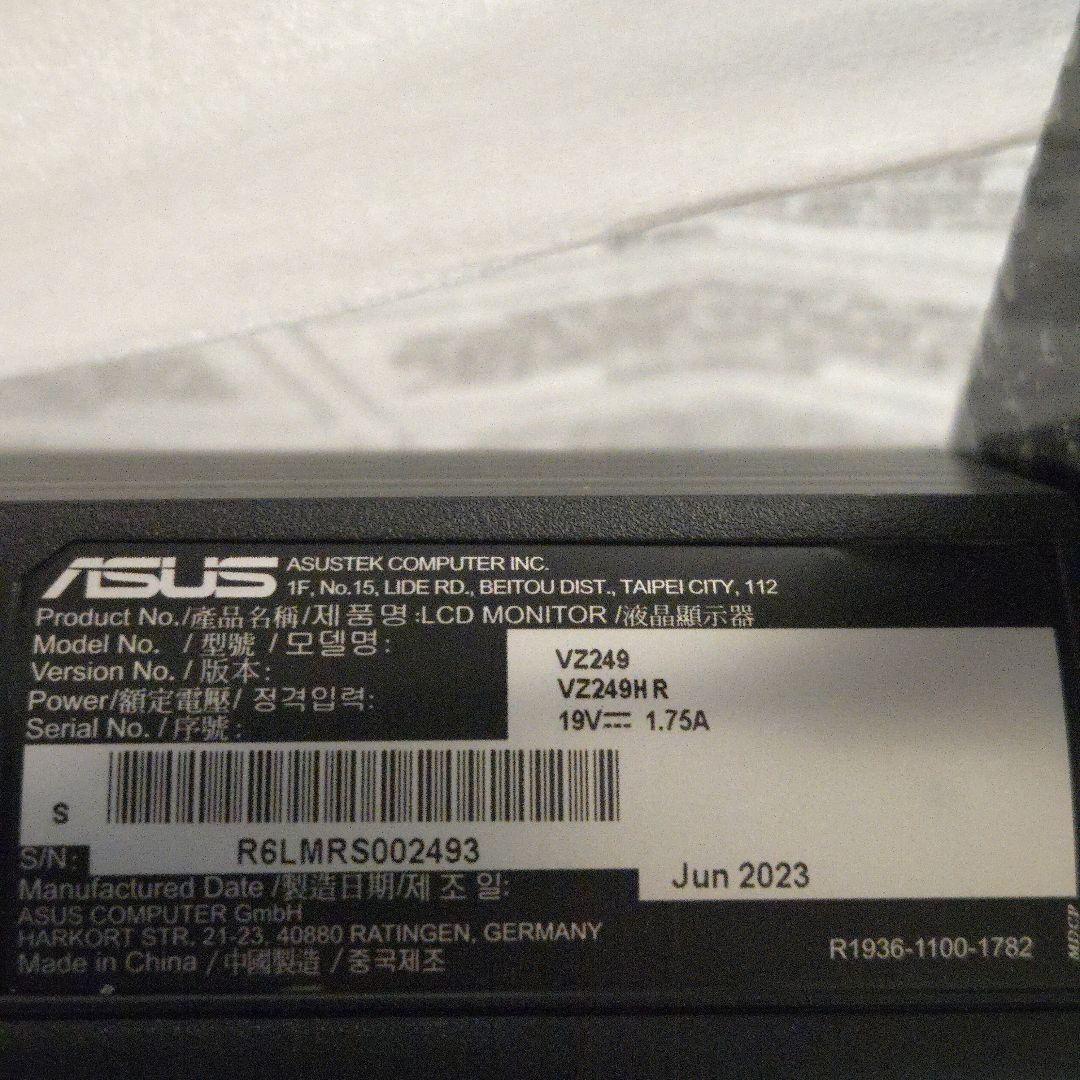 ASUS
ASUSTEK COMPUTER INC.
1F, No.15, LIDE RD., BEITOU DIST., TAIPEI CITY, 112
Product No./產品名稱/제품명:LCD MONITOR /液晶顯示器
Model No. / 型號 / 모델명: VZ249
Version No. / 版本: VZ249HR
Power/額定電壓/ 정격입력: 19V⎓ 1.75A
Serial No. / 序號:
S
S/N: R6LMRS002493
Manufactured Date /製造日期/제 조 일: Jun 2023
ASUS COMPUTER GmbH
HARKORT STR. 21-23, 40880 RATINGEN, GERMANY
Made in China / 中國製造 / 중국제조
R1936-1100-1782